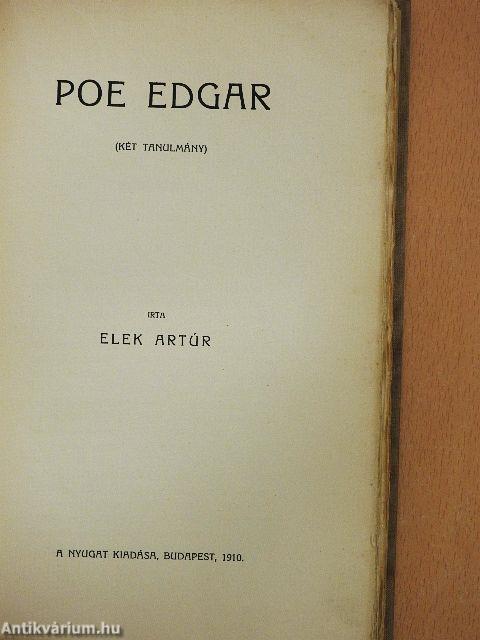 POE EDGAR
(KÉT TANULMÁNY)
IRTA
ELEK ARTÚR
A NYUGAT KIADÁSA, BUDAPEST, 1910.
Antikvárium.hu